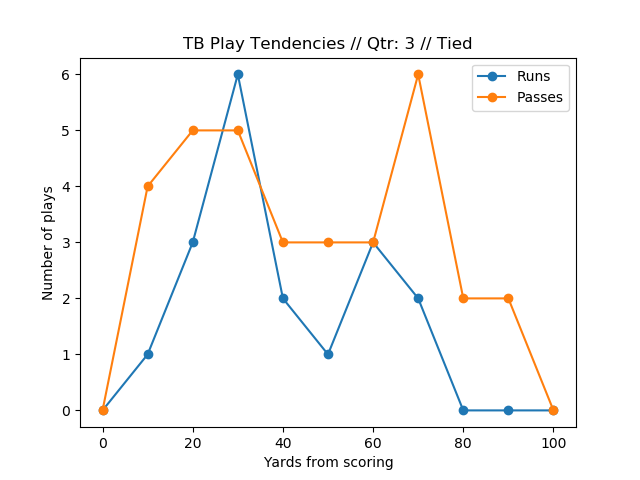 TB Play Tendencies // Qtr: 3 // Tied
Runs
Passes
Number of plays
6
5
4
3
2
1
0
0 20 40 60 80 100
Yards from scoring